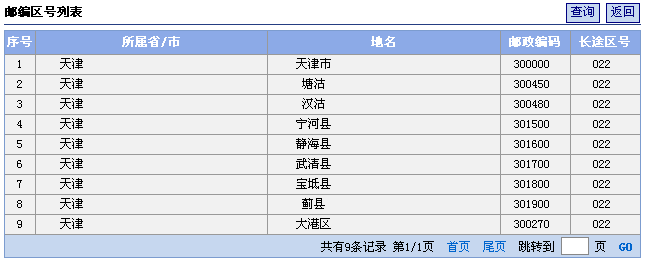 邮编区号列表 查询 返回
序号 所属省/市 地名 邮政编码 长途区号
1 天津 天津市 300000 022
2 天津 塘沽 300450 022
3 天津 汉沽 300480 022
4 天津 宁河县 301500 022
5 天津 静海县 301600 022
6 天津 武清县 301700 022
7 天津 宝坻县 301800 022
8 天津 蓟县 301900 022
9 天津 大港区 300270 022
共有9条记录 第1/1页 首页 尾页 跳转到 页 GO